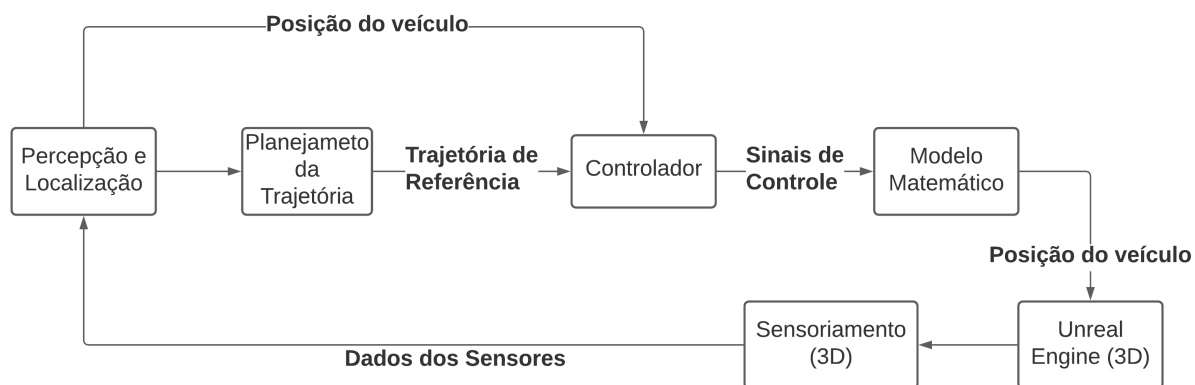 Posição do veículo
Percepção e
Localização
Planejameto
da
Trajetória
Trajetória de
Referência
Controlador
Sinais de
Controle
Modelo
Matemático
Posição do veículo
Sensoriamento
(3D)
Unreal
Engine (3D)
Dados dos Sensores